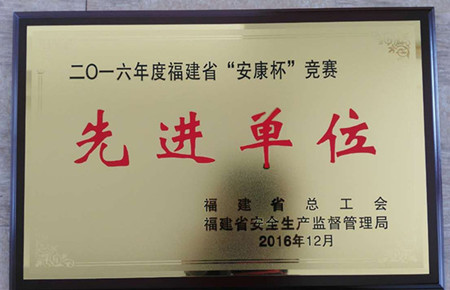 二〇一六年度福建省“安康杯”竞赛
先进单位
福建省总工会
福建省安全生产监督管理局
2016年12月